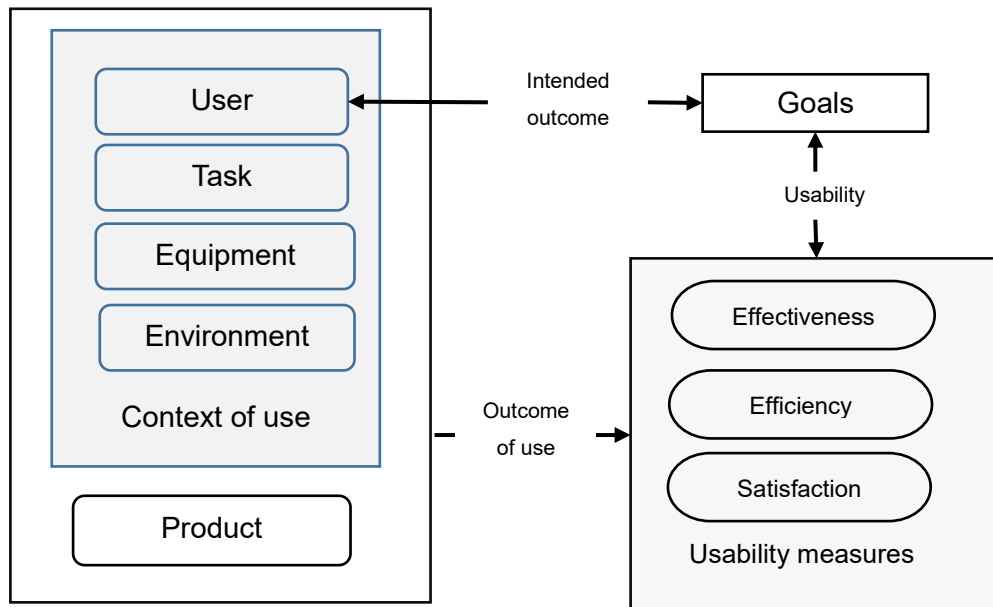 User
Task
Equipment
Environment
Context of use
Product
Intended
outcome
Outcome
of use
Goals
Usability
Effectiveness
Efficiency
Satisfaction
Usability measures